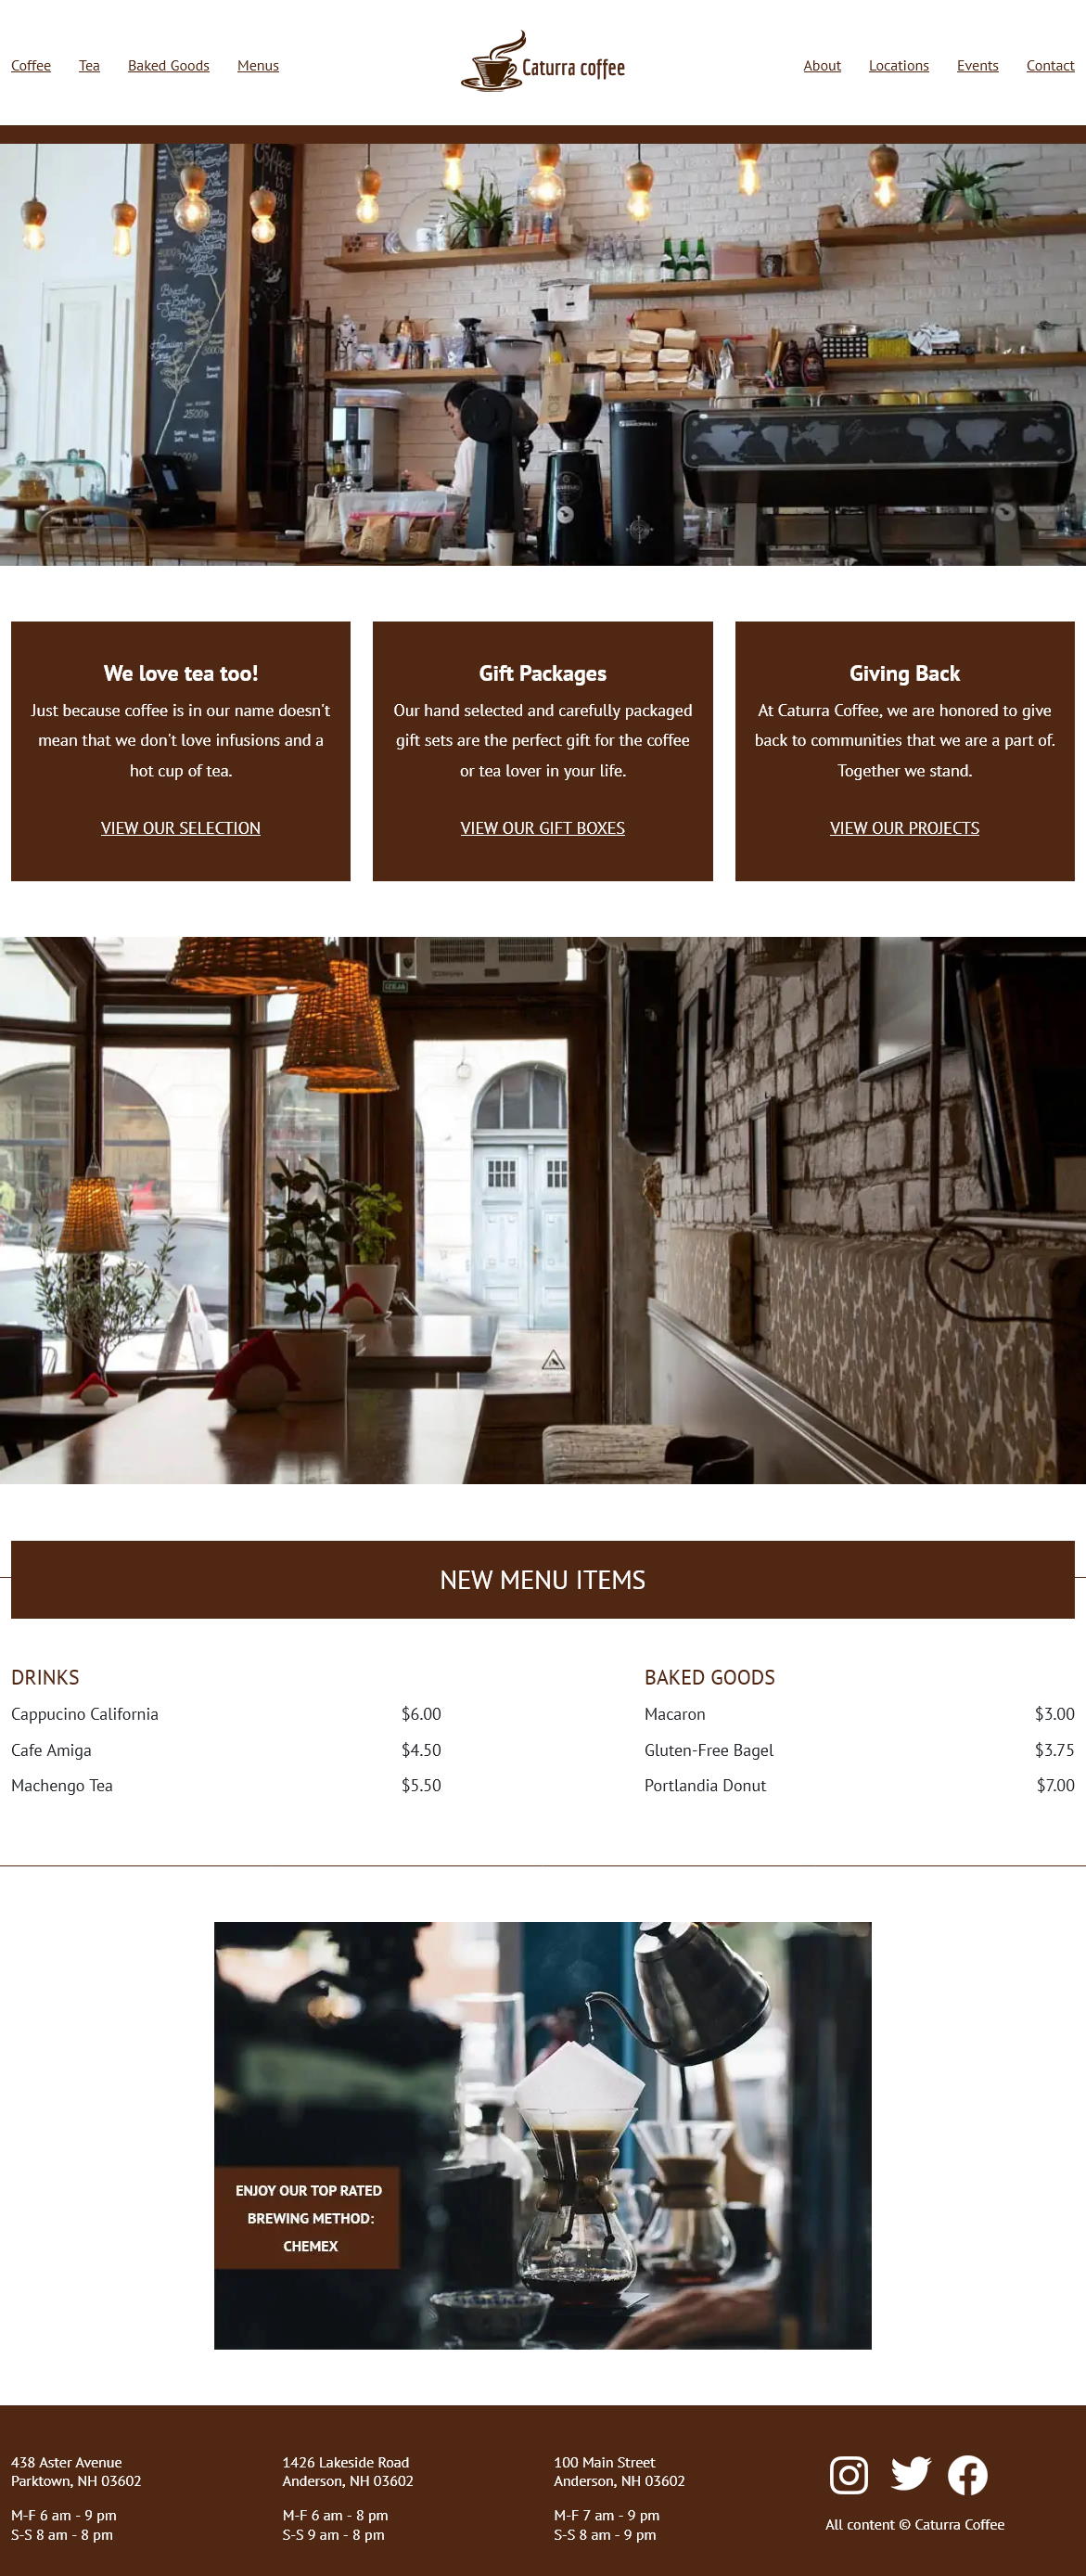 Coffee Tea Baked Goods Menus
Caturra coffee
About Locations Events Contact
We love tea too!
Just because coffee is in our name doesn't
mean that we don't love infusions and a
hot cup of tea.
VIEW OUR SELECTION
Gift Packages
Our hand selected and carefully packaged
gift sets are the perfect gift for the coffee
or tea lover in your life.
VIEW OUR GIFT BOXES
Giving Back
At Caturra Coffee, we are honored to give
back to communities that we are a part of.
Together we stand.
VIEW OUR PROJECTS
NEW MENU ITEMS
DRINKS
Cappucino California $6.00
Cafe Amiga $4.50
Machengo Tea $5.50
BAKED GOODS
Macaron $3.00
Gluten-Free Bagel $3.75
Portlandia Donut $7.00
ENJOY OUR TOP RATED
BREWING METHOD:
CHEMEX
438 Aster Avenue
Parktown, NH 03602
M-F 6 am - 9 pm
S-S 8 am - 8 pm
1426 Lakeside Road
Anderson, NH 03602
M-F 6 am - 8 pm
S-S 9 am - 8 pm
100 Main Street
Anderson, NH 03602
M-F 7 am - 9 pm
S-S 8 am - 9 pm
All content © Caturra Coffee